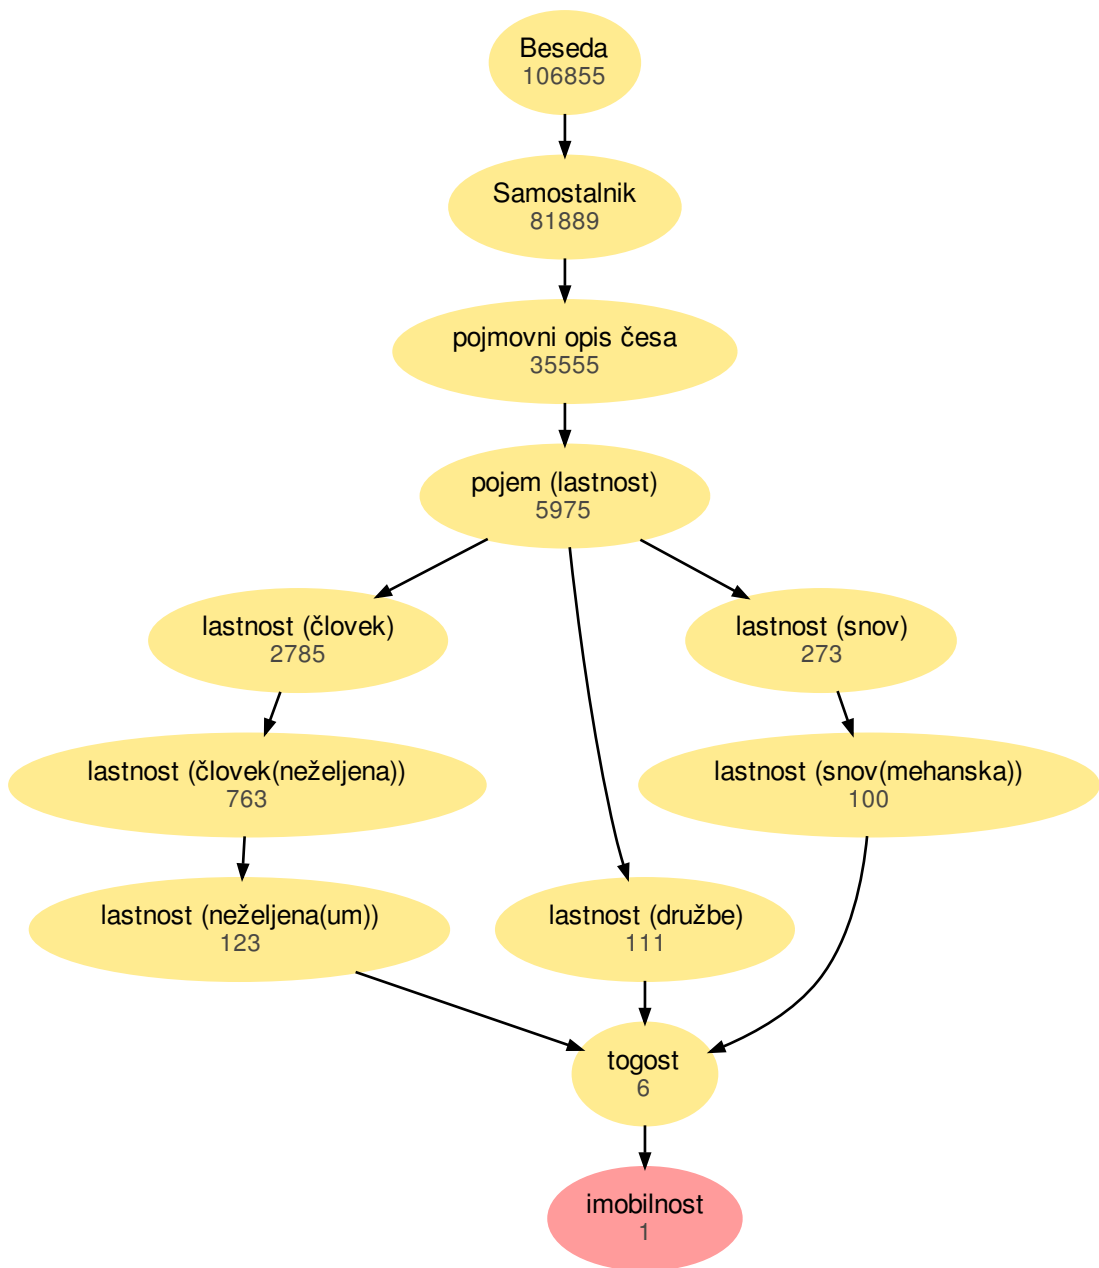 Beseda
106855
Samostalnik
81889
pojmovni opis česa
35555
pojem (lastnost)
5975
lastnost (človek)
2785
lastnost (snov)
273
lastnost (človek(neželjena))
763
lastnost (snov(mehanska))
100
lastnost (neželjena(um))
123
lastnost (družbe)
111
togost
6
imobilnost
1